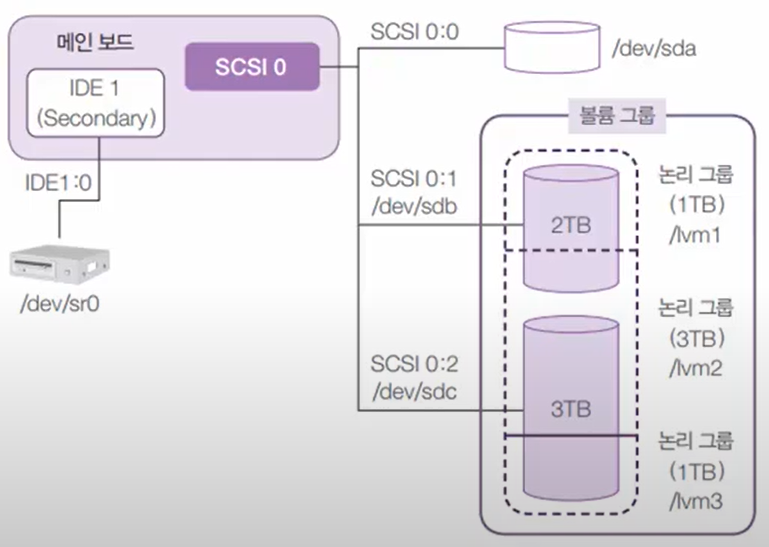 메인 보드
SCSI 0
IDE 1
(Secondary)
IDE1:0
/dev/sr0
SCSI 0:0
/dev/sda
볼륨 그룹
SCSI 0:1
/dev/sdb
2TB
논리 그룹
(1TB)
/lvm1
논리 그룹
(3TB)
/lvm2
SCSI 0:2
/dev/sdc
3TB
논리 그룹
(1TB)
/lvm3